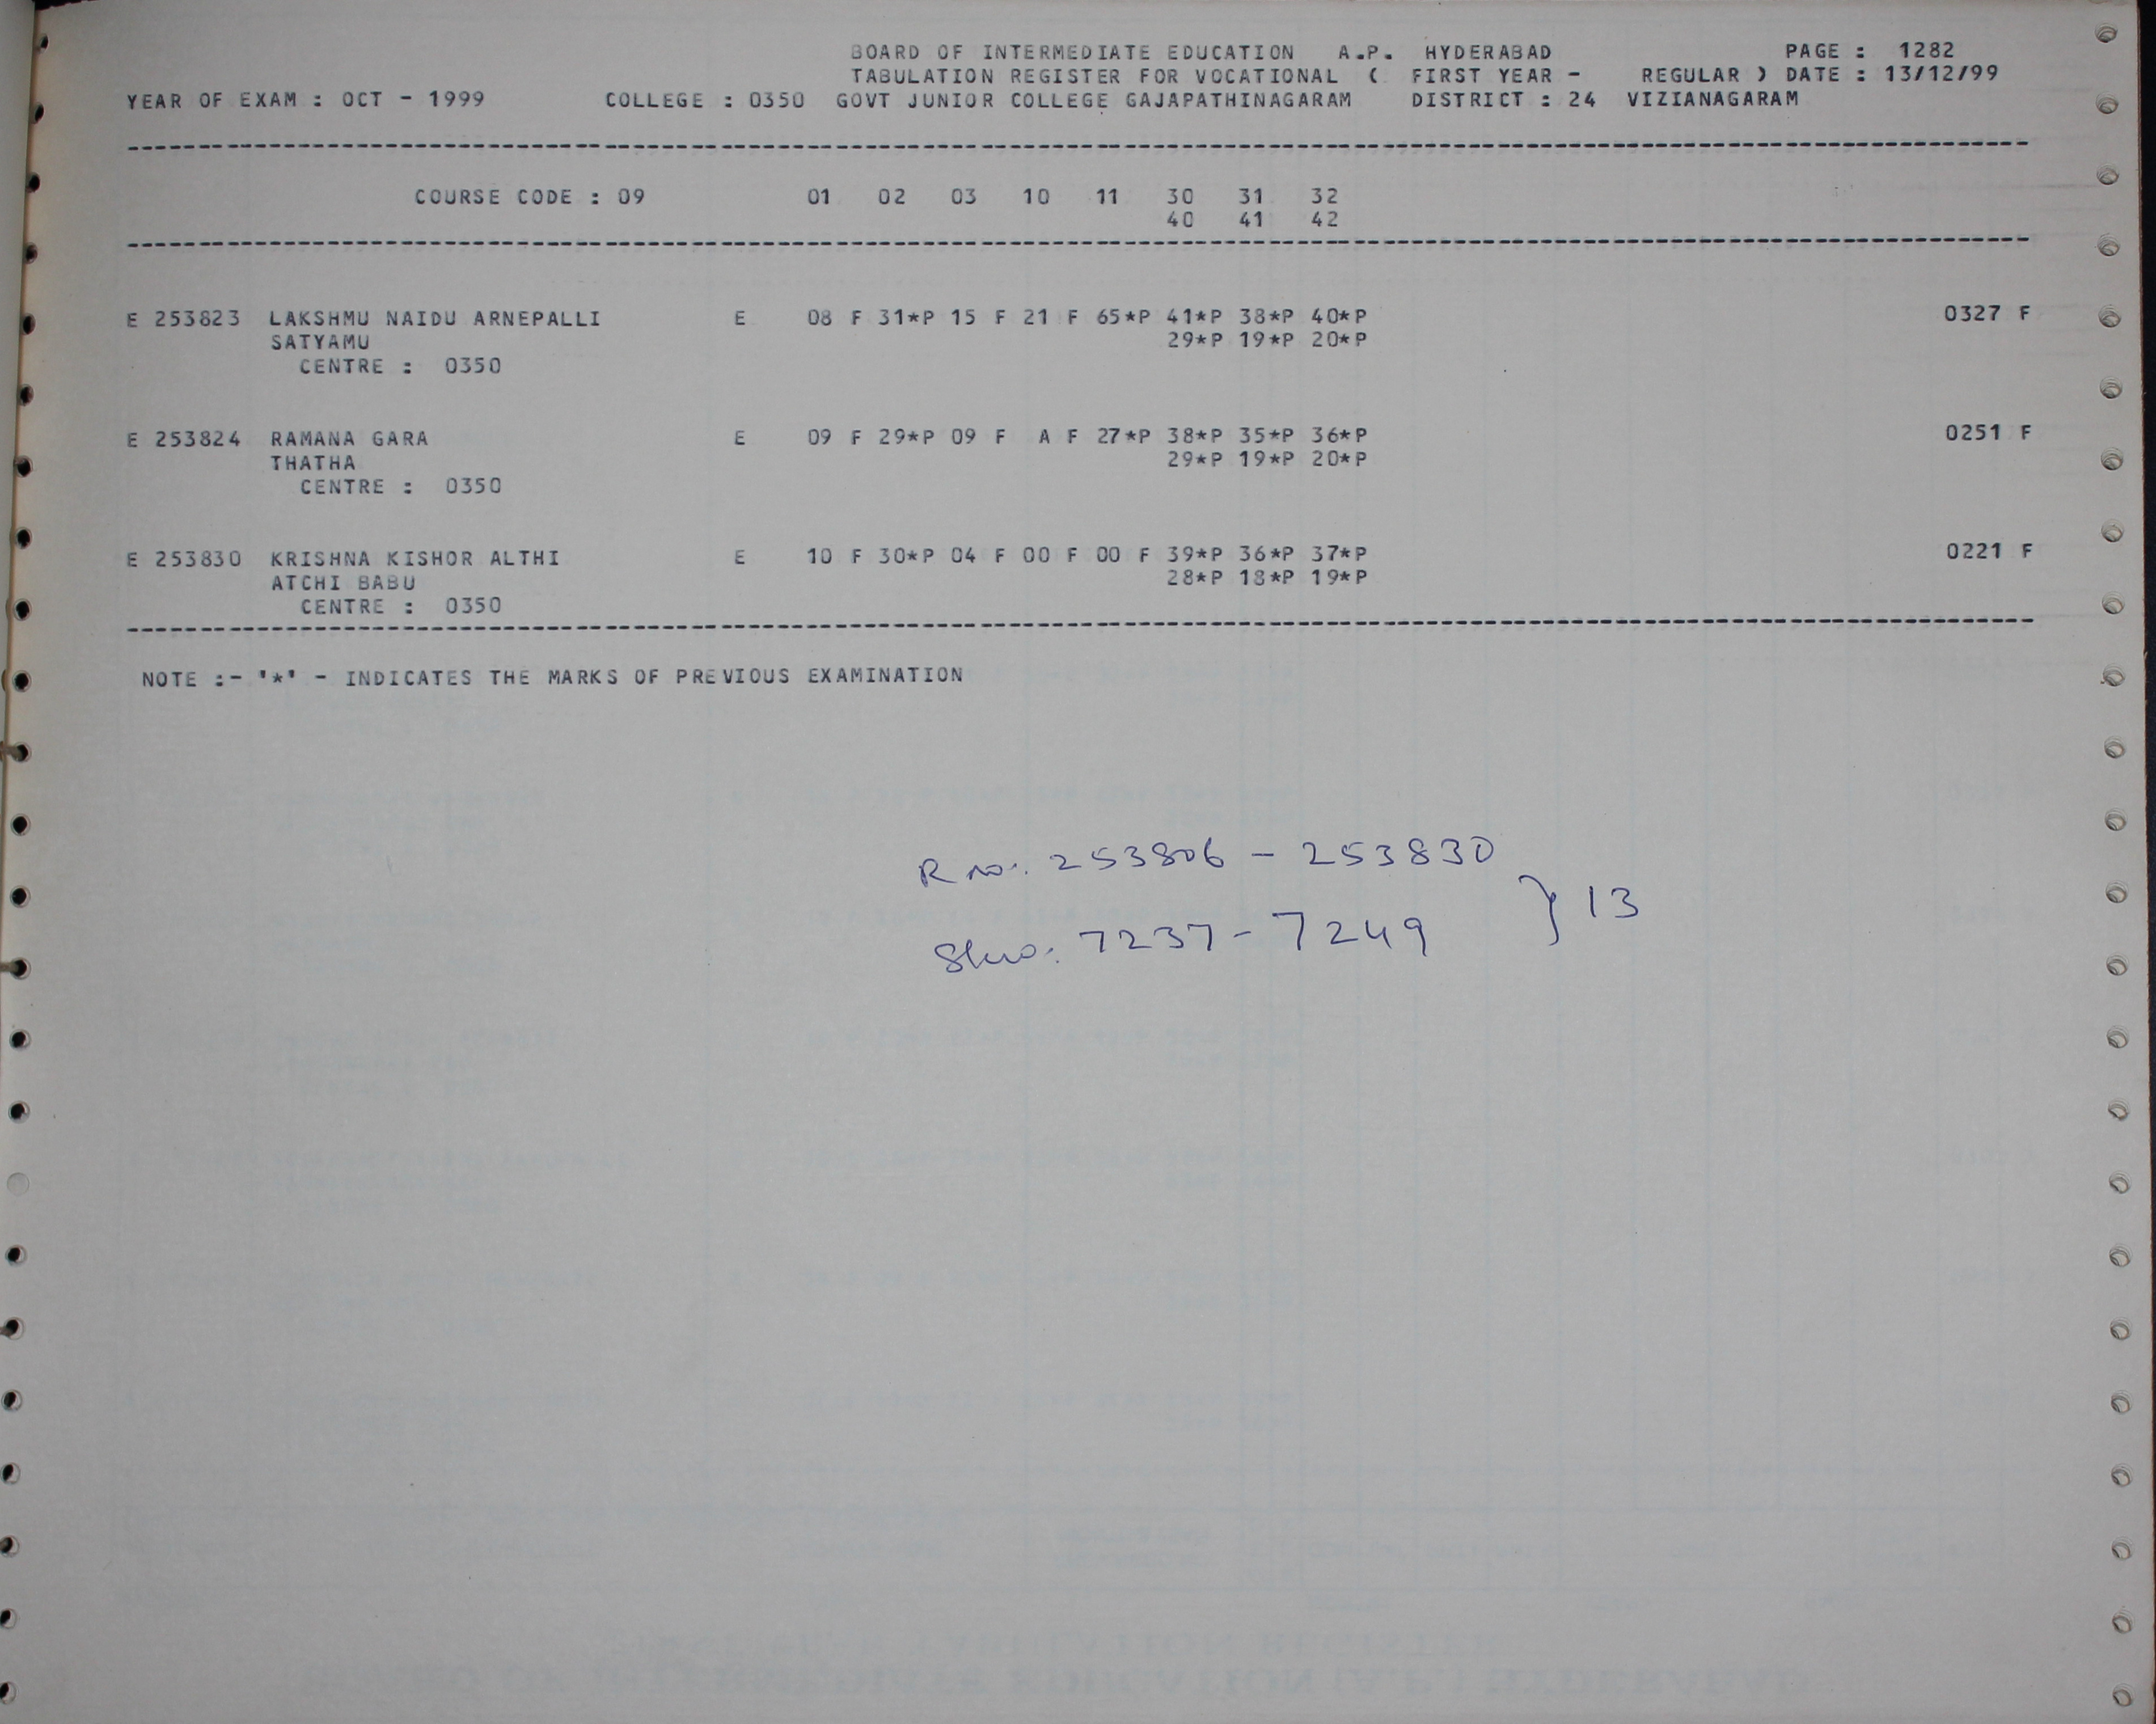 BOARD OF INTERMEDIATE EDUCATION A.P. HYDERABAD PAGE : 1282
TABULATION REGISTER FOR VOCATIONAL ( FIRST YEAR - REGULAR ) DATE : 13/12/99
YEAR OF EXAM : OCT - 1999 COLLEGE : 0350 GOVT JUNIOR COLLEGE GAJAPATHINAGARAM DISTRICT : 24 VIZIANAGARAM
COURSE CODE : 09 01 02 03 10 11 30 31 32
40 41 42
E 253823 LAKSHMU NAIDU ARNEPALLI E 08 F 31*P 15 F 21 F 65*P 41*P 38*P 40*P 0327 F
SATYAMU 29*P 19*P 20*P
CENTRE : 0350
E 253824 RAMANA GARA E 09 F 29*P 09 F A F 27*P 38*P 35*P 36*P 0251 F
THATHA 29*P 19*P 20*P
CENTRE : 0350
E 253830 KRISHNA KISHOR ALTHI E 10 F 30*P 04 F 00 F 00 F 39*P 36*P 37*P 0221 F
ATCHI BABU 28*P 18*P 19*P
CENTRE : 0350
NOTE :- '*' - INDICATES THE MARKS OF PREVIOUS EXAMINATION
R no: 253806 - 253830
Slno: 7237 - 7249 } 13